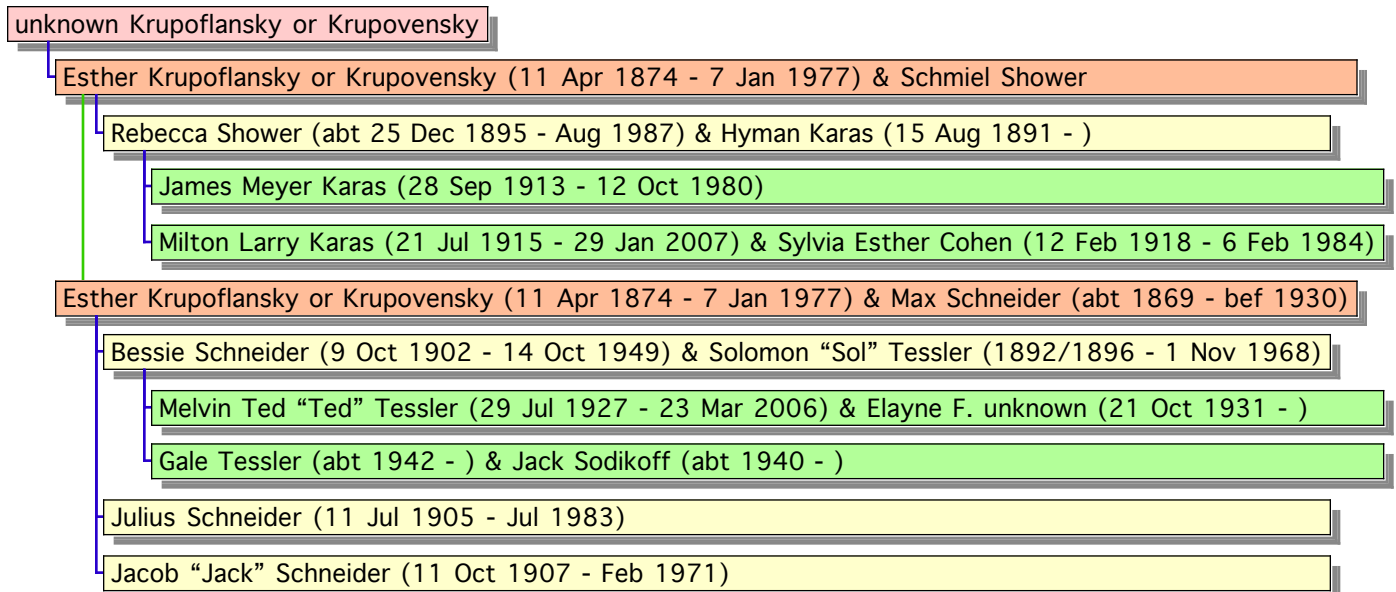 unknown Krupoflansky or Krupovensky
Esther Krupoflansky or Krupovensky (11 Apr 1874 - 7 Jan 1977) & Schmiel Shower
Rebecca Shower (abt 25 Dec 1895 - Aug 1987) & Hyman Karas (15 Aug 1891 - )
James Meyer Karas (28 Sep 1913 - 12 Oct 1980)
Milton Larry Karas (21 Jul 1915 - 29 Jan 2007) & Sylvia Esther Cohen (12 Feb 1918 - 6 Feb 1984)
Esther Krupoflansky or Krupovensky (11 Apr 1874 - 7 Jan 1977) & Max Schneider (abt 1869 - bef 1930)
Bessie Schneider (9 Oct 1902 - 14 Oct 1949) & Solomon “Sol” Tessler (1892/1896 - 1 Nov 1968)
Melvin Ted “Ted” Tessler (29 Jul 1927 - 23 Mar 2006) & Elayne F. unknown (21 Oct 1931 - )
Gale Tessler (abt 1942 - ) & Jack Sodikoff (abt 1940 - )
Julius Schneider (11 Jul 1905 - Jul 1983)
Jacob “Jack” Schneider (11 Oct 1907 - Feb 1971)